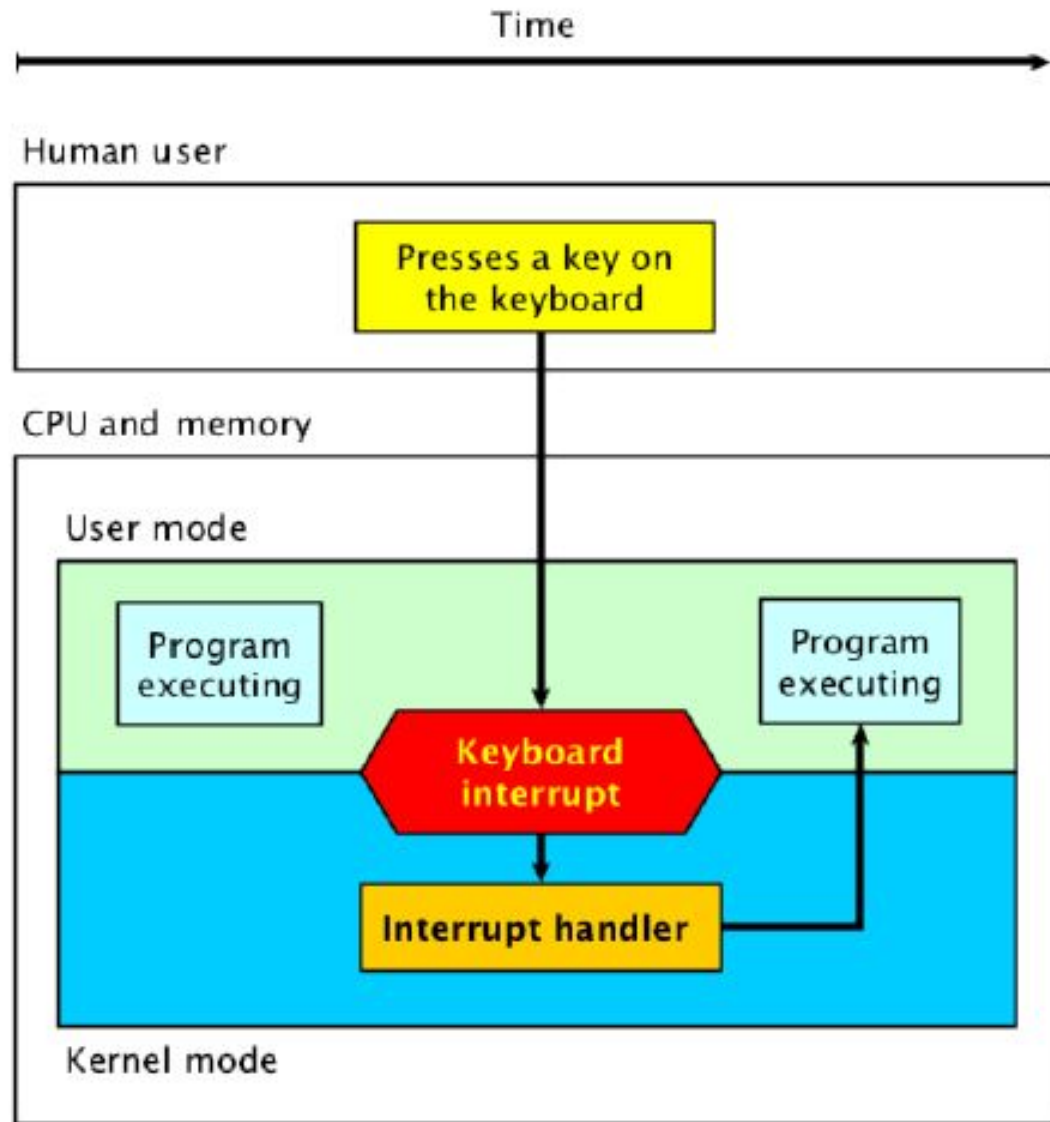 Time
Human user
Presses a key on
the keyboard
CPU and memory
User mode
Program
executing
Program
executing
Keyboard
interrupt
Interrupt handler
Kernel mode